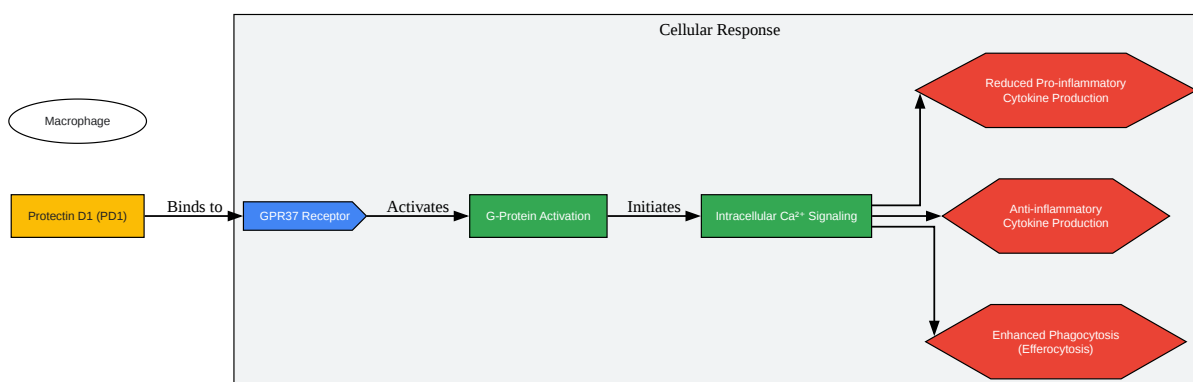 Cellular Response
Reduced Pro-inflammatory
Cytokine Production
Macrophage
Protectin D1 (PD1)
Binds to
GPR37 Receptor
Activates
G-Protein Activation
Initiates
Intracellular Ca²⁺ Signaling
Anti-inflammatory
Cytokine Production
Enhanced Phagocytosis
(Efferocytosis)